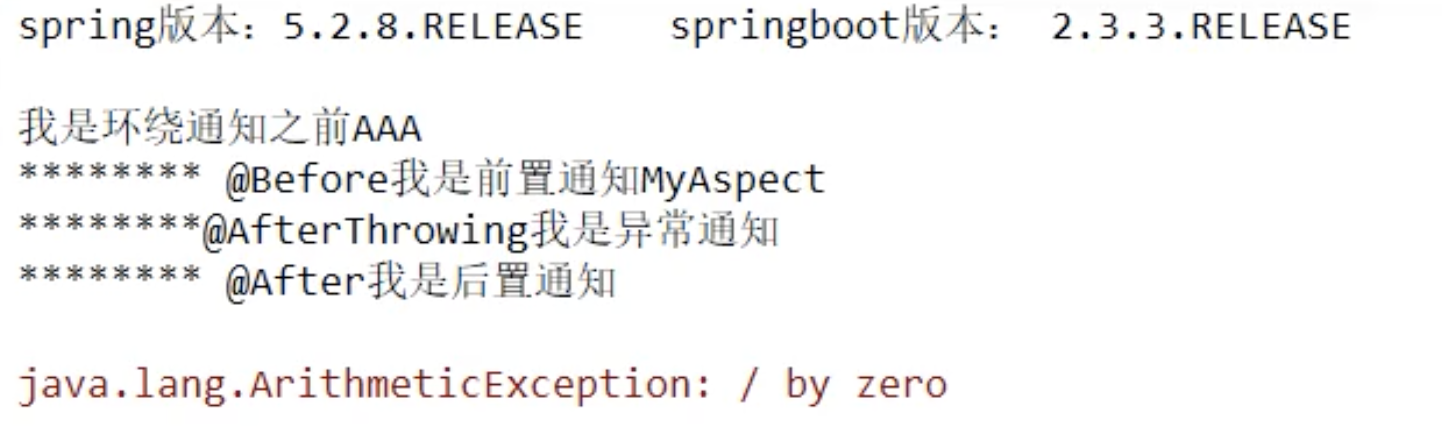 spring版本：5.2.8.RELEASE    springboot版本： 2.3.3.RELEASE
我是环绕通知之前AAA
******** @Before我是前置通知MyAspect
********@AfterThrowing我是异常通知
******** @After我是后置通知
java.lang.ArithmeticException: / by zero